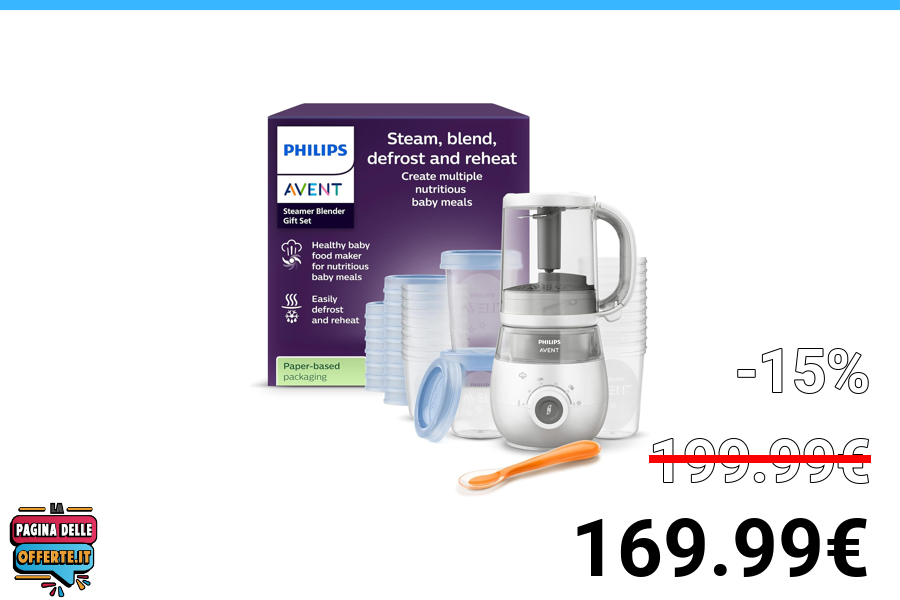 PHILIPS
AVENT
Steamer Blender
Gift Set
Steam, blend,
defrost and reheat
Create multiple
nutritious
baby meals
Healthy baby
food maker
for nutritious
baby meals
Easily
defrost
and reheat
Paper-based
packaging
PHILIPS
AVENT
-15%
199.99€
169.99€
LA
PAGINA DELLE
OFFERTE.IT